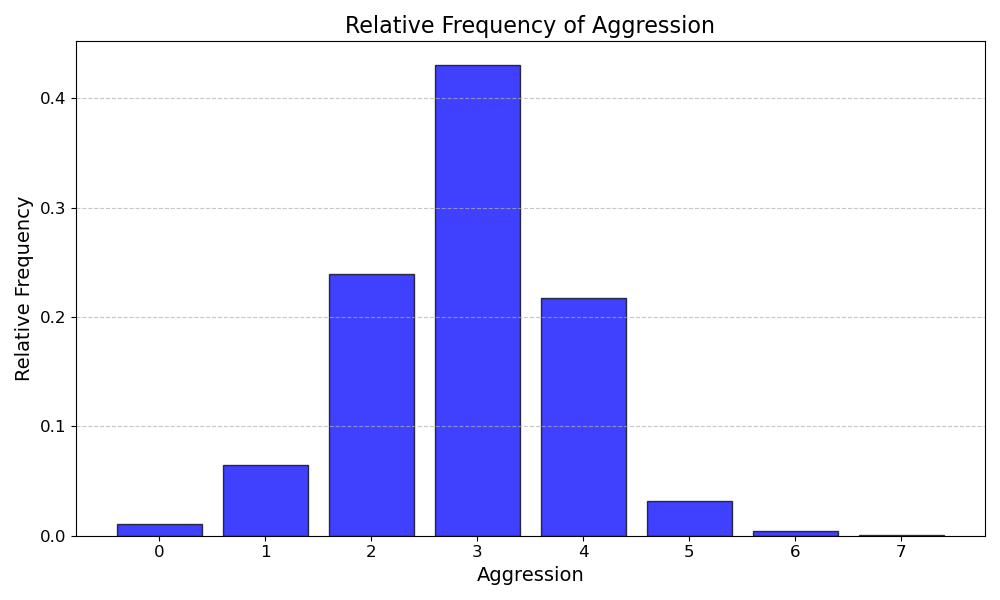 Relative Frequency of Aggression
Relative Frequency
0.4
0.3
0.2
0.1
0.0
0 1 2 3 4 5 6 7
Aggression